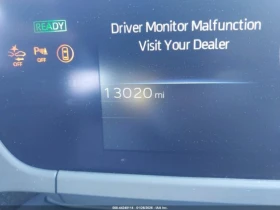 READY
Driver Monitor Malfunction
Visit Your Dealer
OFF
OFF
13020 mi